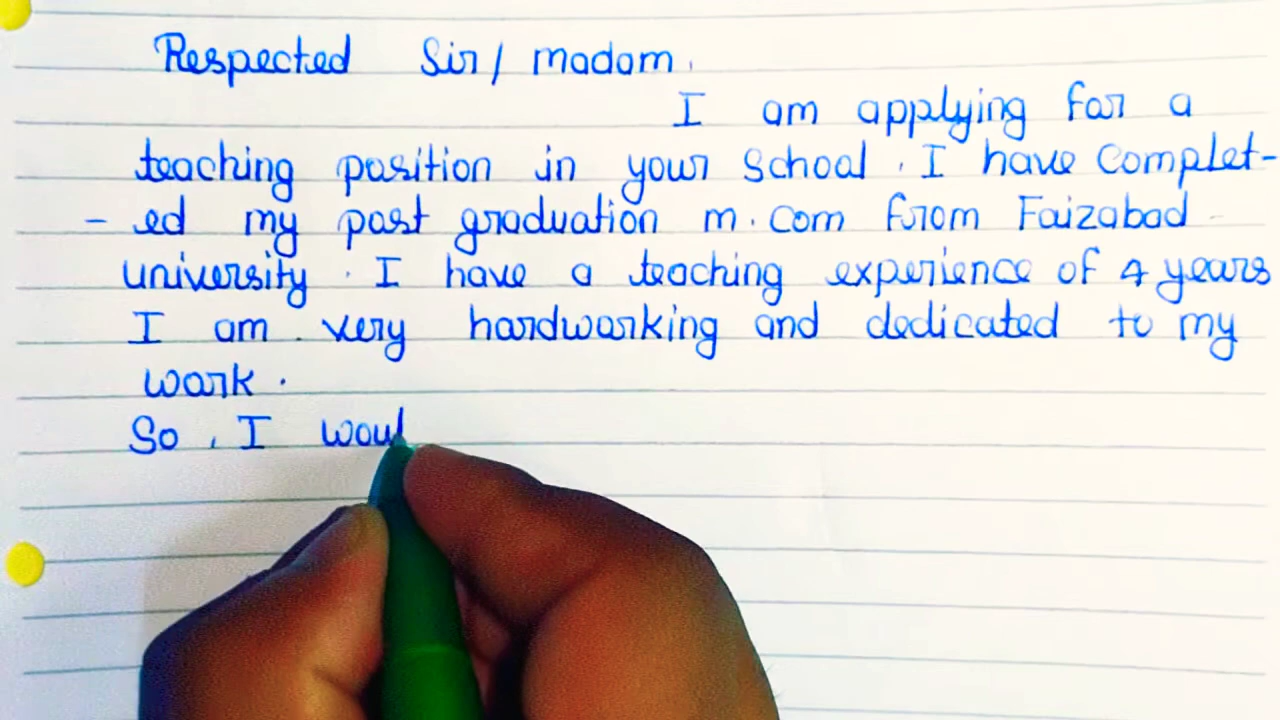 Respected Sir/ madam,
I am applying for a
teaching position in your School. I have Complet-
- ed my post graduation m.com from Faizabad
university. I have a teaching experience of 4 years
I am very hardworking and dedicated to my
work.
So, I woul